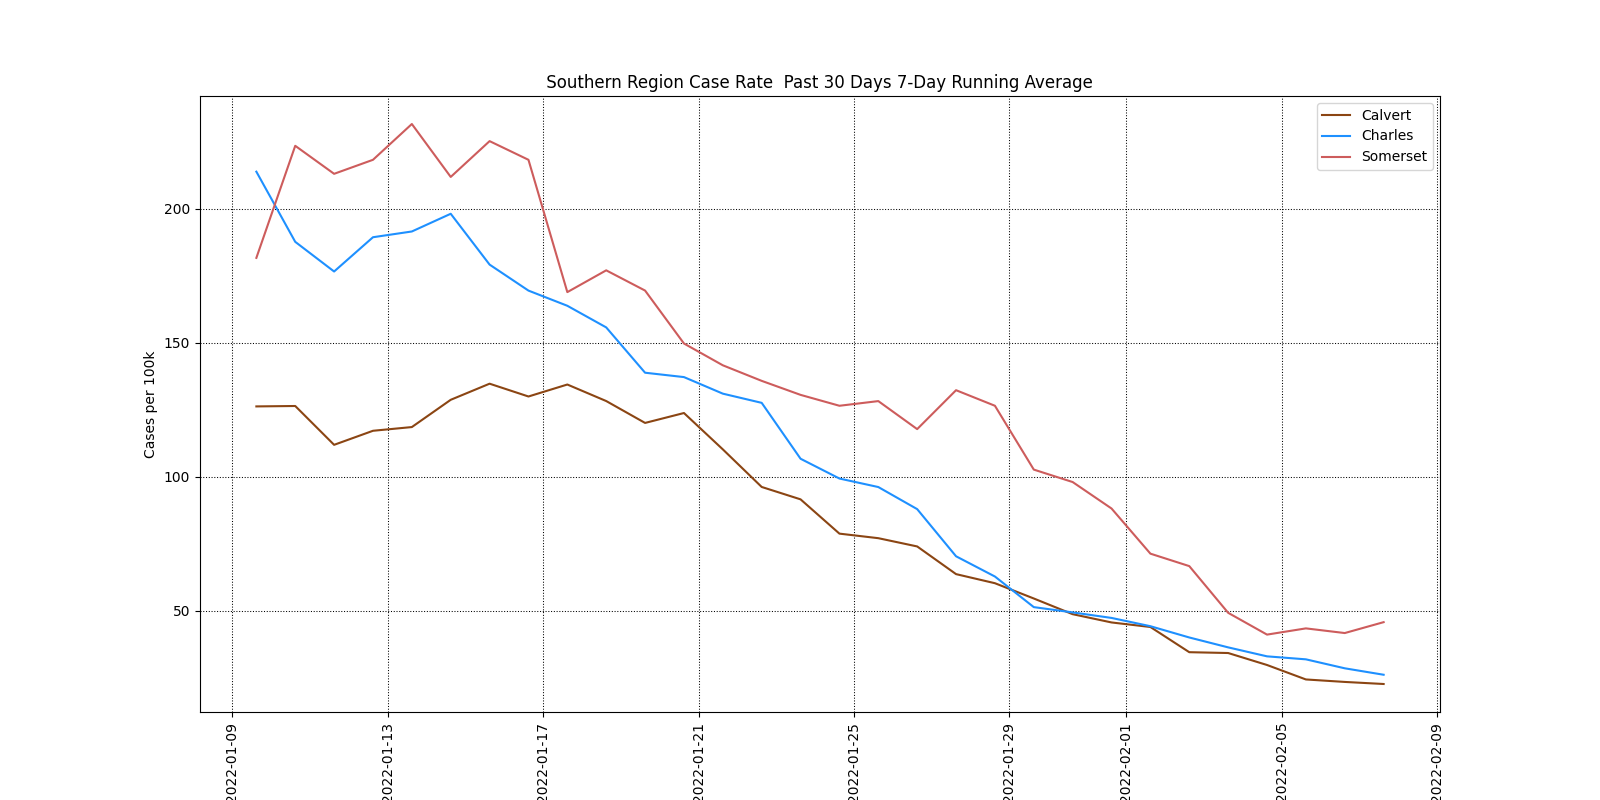 Southern Region Case Rate  Past 30 Days 7-Day Running Average
Calvert
Charles
Somerset
Cases per 100k
200
150
100
50
2022-01-09
2022-01-13
2022-01-17
2022-01-21
2022-01-25
2022-01-29
2022-02-01
2022-02-05
2022-02-09